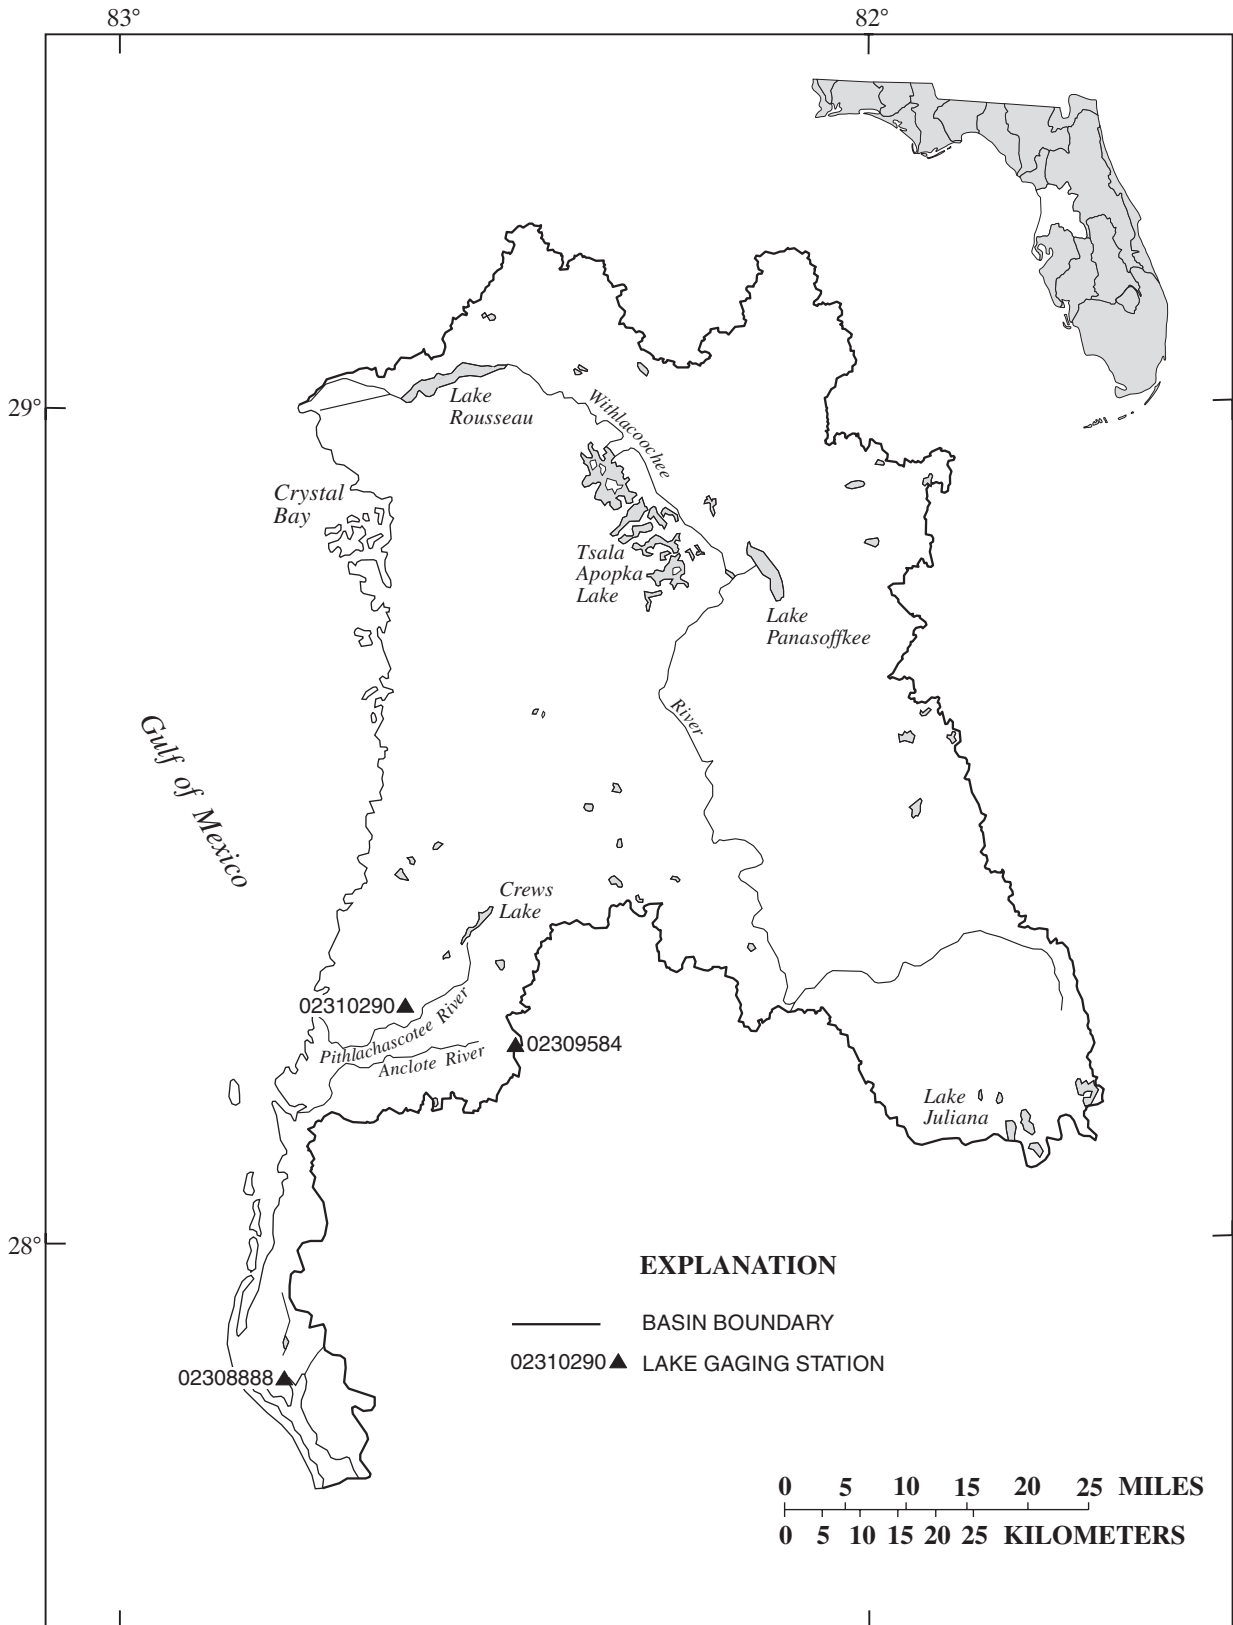 83°
82°
29°
Lake
Rousseau
Withlacoochee
Crystal
Bay
Tsala
Apopka
Lake
Lake
Panasoffkee
River
Gulf of Mexico
Crews
Lake
02310290
Pithlachascotee River
02309584
Anclote River
Lake
Juliana
28°
EXPLANATION
BASIN BOUNDARY
02310290 LAKE GAGING STATION
02308888
0 5 10 15 20 25 MILES
0 5 10 15 20 25 KILOMETERS